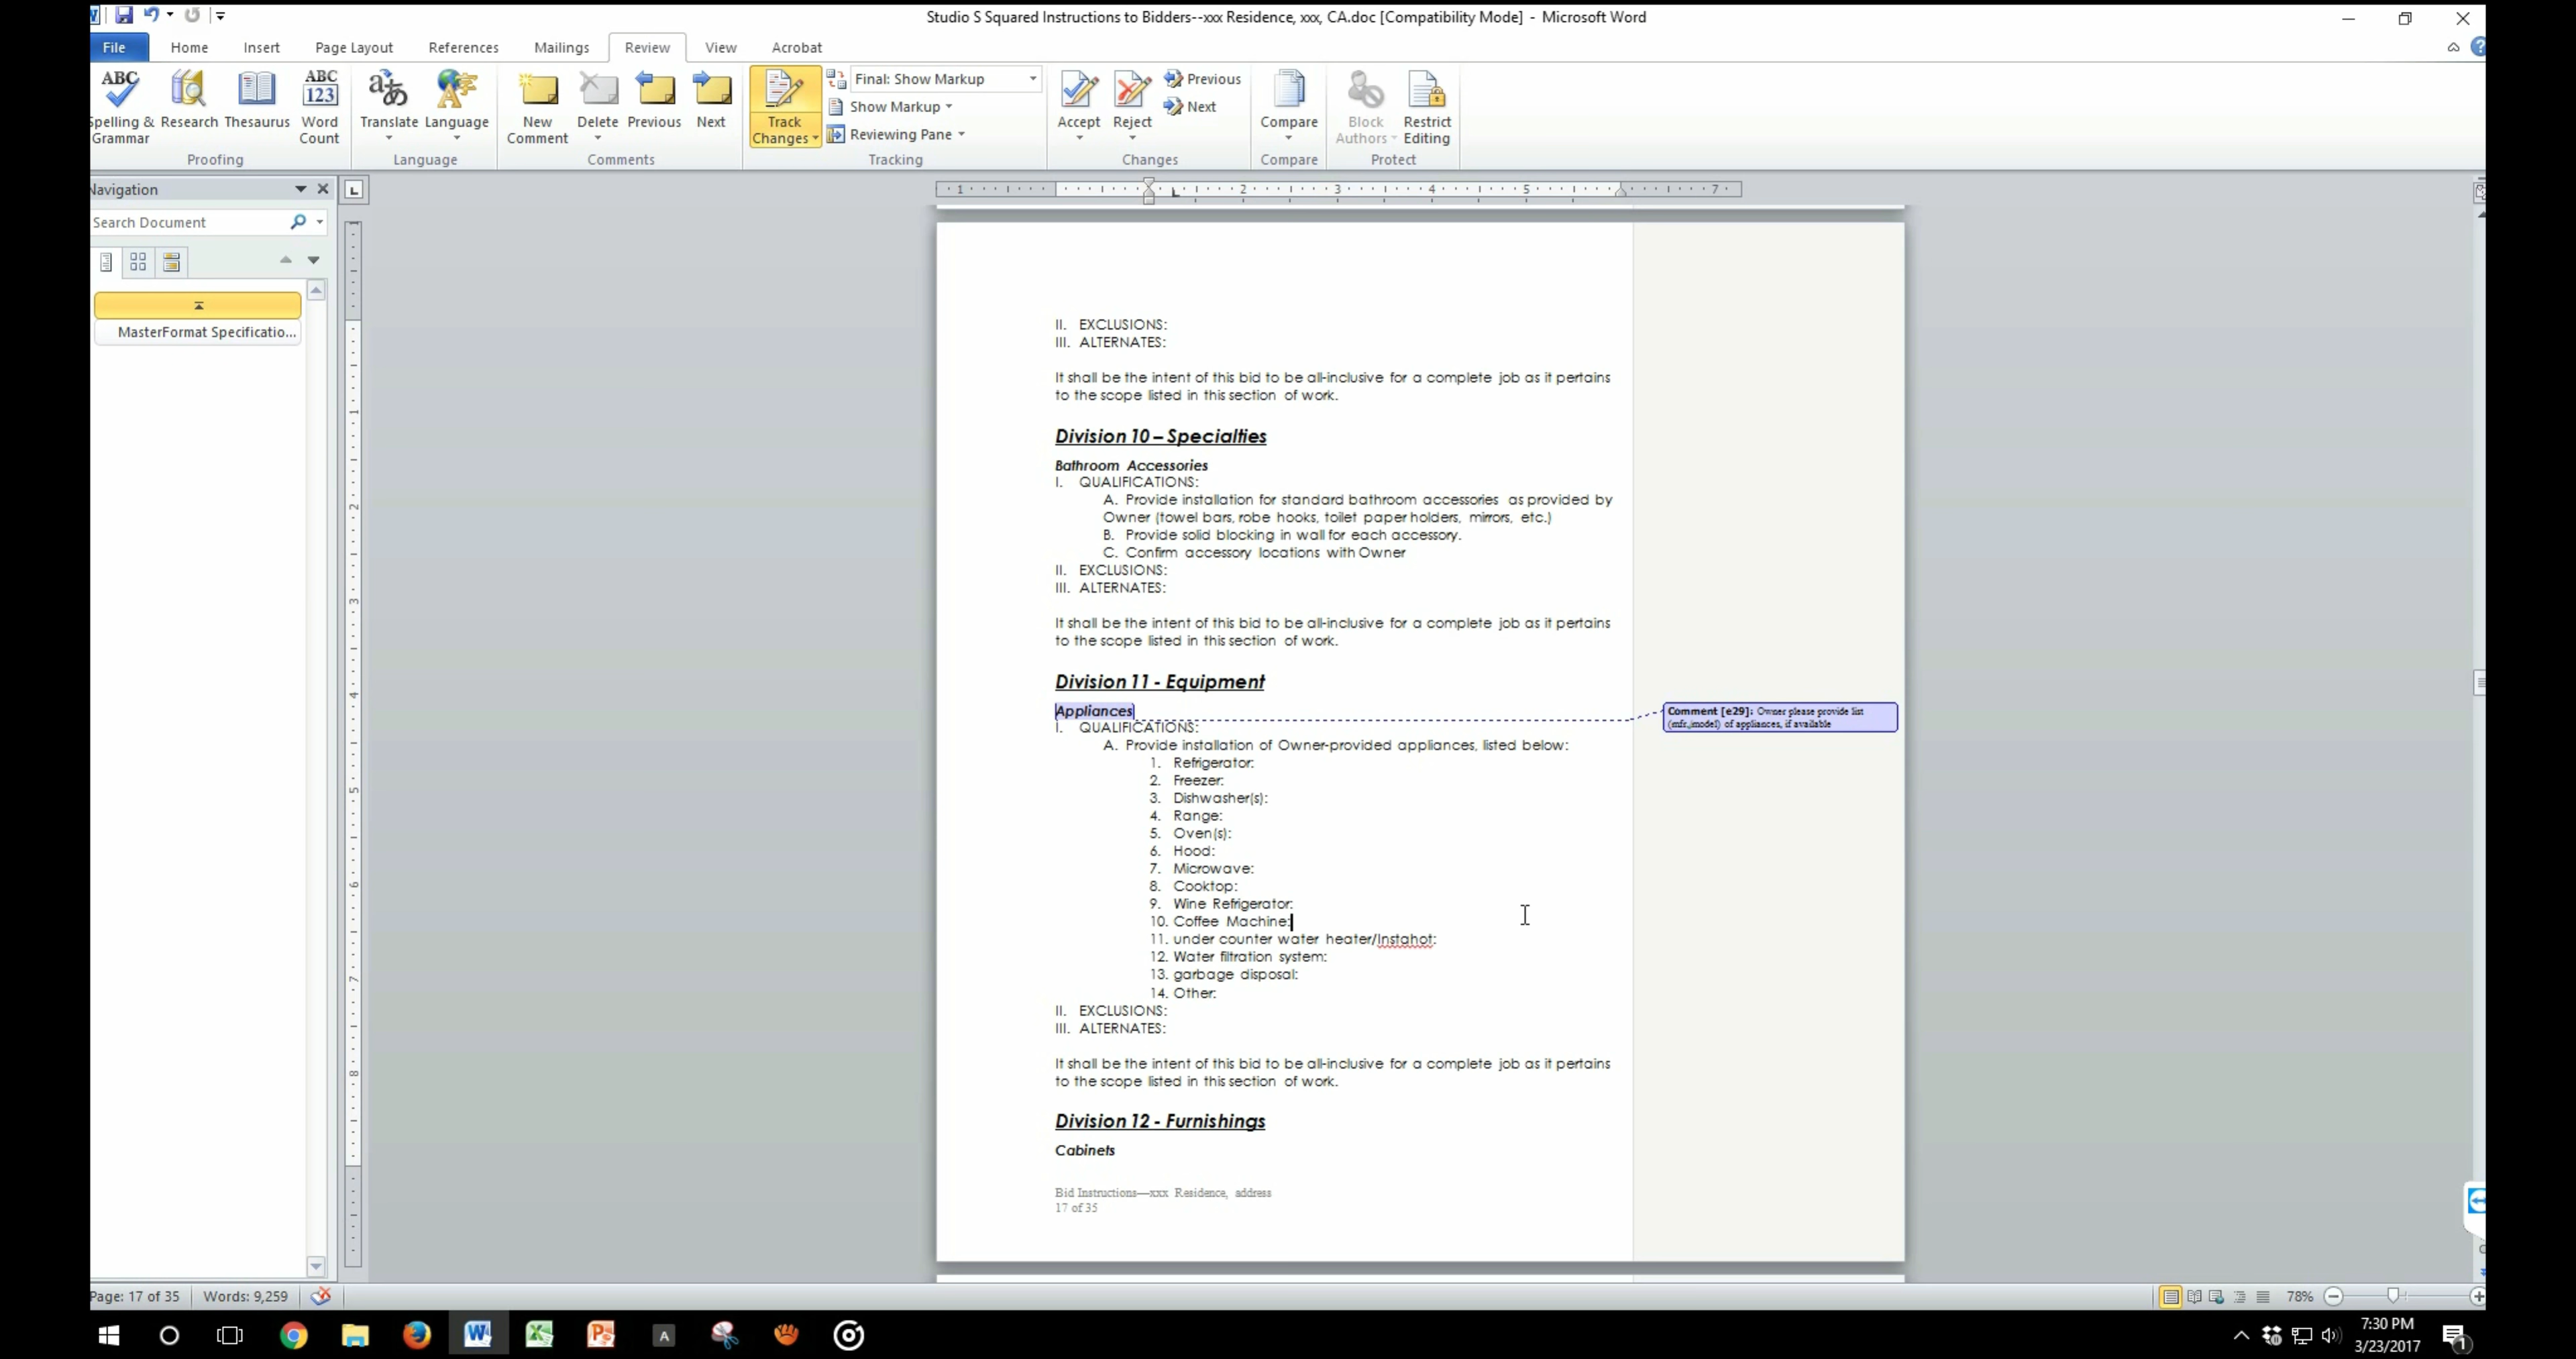 Studio S Squared Instructions to Bidders--xxx Residence, xxx, CA.doc [Compatibility Mode] - Microsoft Word
File Home Insert Page Layout References Mailings Review View Acrobat
Spelling & Grammar
Research
Thesaurus
Word Count
Proofing
Translate
Language
Language
New Comment
Delete
Previous
Next
Comments
Track Changes
Final: Show Markup
Show Markup
Reviewing Pane
Tracking
Accept
Reject
Previous
Next
Changes
Compare
Compare
Block Authors
Restrict Editing
Protect
Navigation
Search Document
MasterFormat Specificatio...
II. EXCLUSIONS:
III. ALTERNATES:
It shall be the intent of this bid to be all-inclusive for a complete job as it pertains
to the scope listed in this section of work.
Division 10 – Specialties
Bathroom Accessories
I. QUALIFICATIONS:
A. Provide installation for standard bathroom accessories as provided by
Owner (towel bars, robe hooks, toilet paper holders, mirrors, etc.)
B. Provide solid blocking in wall for each accessory.
C. Confirm accessory locations with Owner
II. EXCLUSIONS:
III. ALTERNATES:
It shall be the intent of this bid to be all-inclusive for a complete job as it pertains
to the scope listed in this section of work.
Division 11 - Equipment
Appliances
Comment [e29]: Owner please provide list
(mfr,,model) of appliances, if available
I. QUALIFICATIONS:
A. Provide installation of Owner-provided appliances, listed below:
1. Refrigerator:
2. Freezer:
3. Dishwasher(s):
4. Range:
5. Oven(s):
6. Hood:
7. Microwave:
8. Cooktop:
9. Wine Refrigerator:
10. Coffee Machine:
11. under counter water heater/Instahot:
12. Water filtration system:
13. garbage disposal:
14. Other:
II. EXCLUSIONS:
III. ALTERNATES:
It shall be the intent of this bid to be all-inclusive for a complete job as it pertains
to the scope listed in this section of work.
Division 12 - Furnishings
Cabinets
Bid Instructions—xxx Residence, address
17 of 35
Page: 17 of 35 Words: 9,259 78%
7:30 PM
3/23/2017